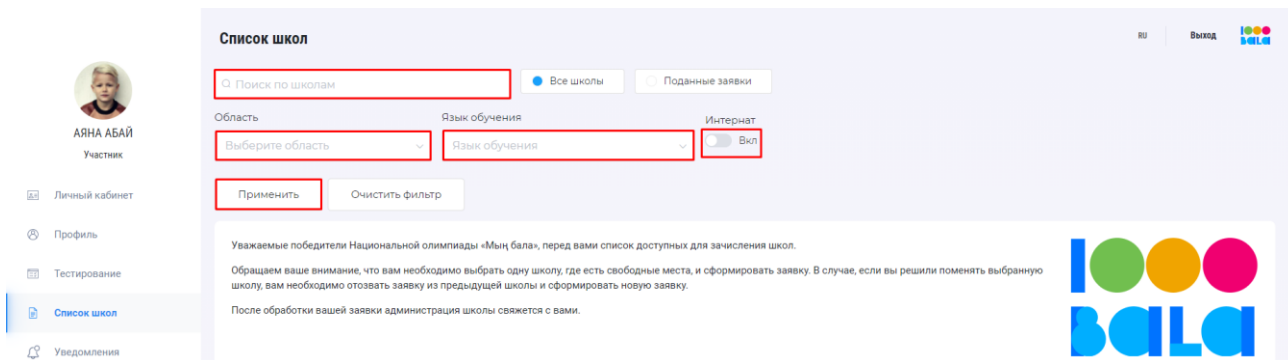 Список школ
RU
Выход
1000
BALA
Поиск по школам
Все школы
Поданные заявки
АЯНА АБАЙ
Участник
Область
Язык обучения
Интернат
Выберите область
Язык обучения
Вкл
Применить
Очистить фильтр
Личный кабинет
Профиль
Тестирование
Список школ
Уведомления
Уважаемые победители Национальной олимпиады «Мың бала», перед вами список доступных для зачисления школ.
Обращаем ваше внимание, что вам необходимо выбрать одну школу, где есть свободные места, и сформировать заявку. В случае, если вы решили поменять выбранную
школу, вам необходимо отозвать заявку из предыдущей школы и сформировать новую заявку.
После обработки вашей заявки администрация школы свяжется с вами.
1000
BALA